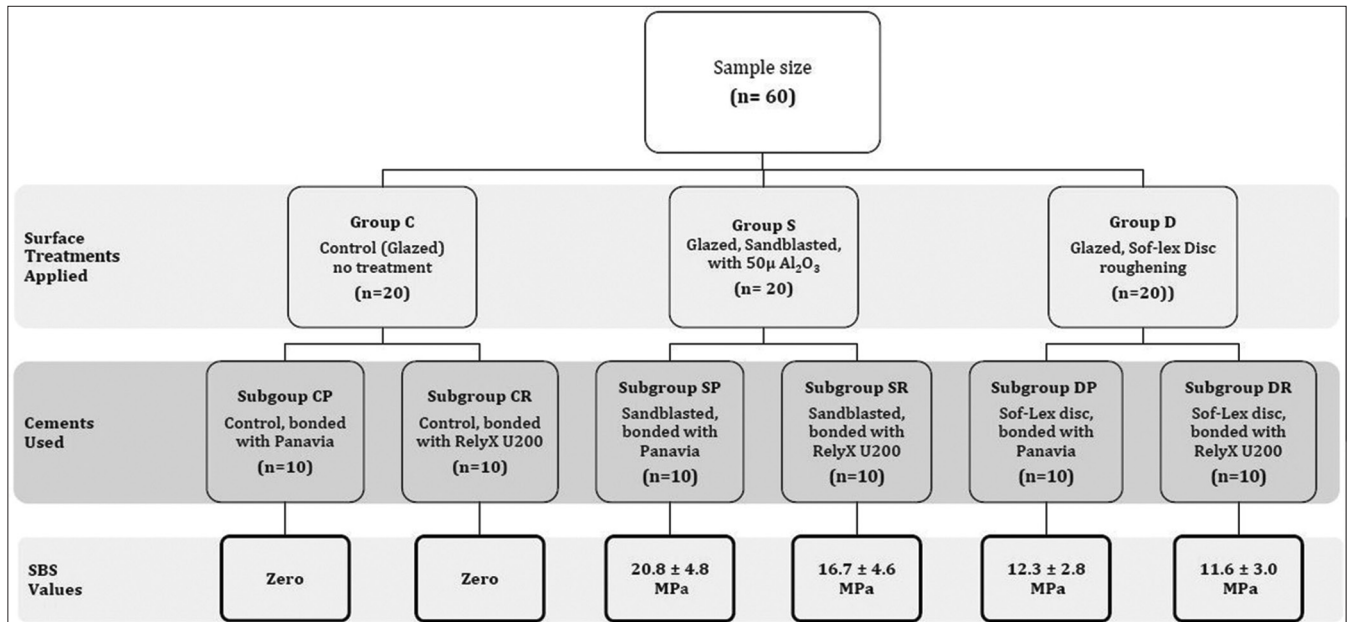 Sample size
(n= 60)
Surface
Treatments
Applied
Group C
Control (Glazed)
no treatment
(n=20)
Group S
Glazed, Sandblasted,
with 50µ Al₂O₃
(n= 20)
Group D
Glazed, Sof-lex Disc
roughening
(n=20))
Cements
Used
Subgoup CP
Control, bonded
with Panavia
(n=10)
Subgroup CR
Control, bonded
with RelyX U200
(n=10)
Subgroup SP
Sandblasted,
bonded with
Panavia
(n=10)
Subgroup SR
Sandblasted,
bonded with
RelyX U200
(n=10)
Subgroup DP
Sof-Lex disc,
bonded with
Panavia
(n=10)
Subgroup DR
Sof-Lex disc,
bonded with
RelyX U200
(n=10)
SBS
Values
Zero
Zero
20.8 ± 4.8
MPa
16.7 ± 4.6
MPa
12.3 ± 2.8
MPa
11.6 ± 3.0
MPa